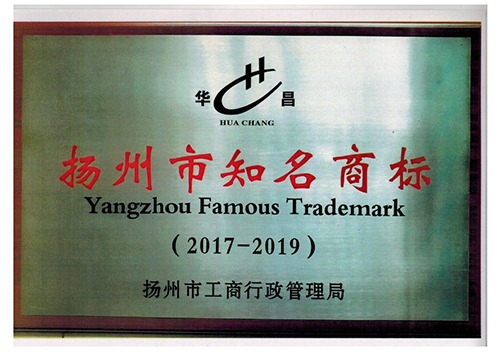 华 昌
HUA CHANG
扬州市知名商标
Yangzhou Famous Trademark
（2017-2019）
扬州市工商行政管理局